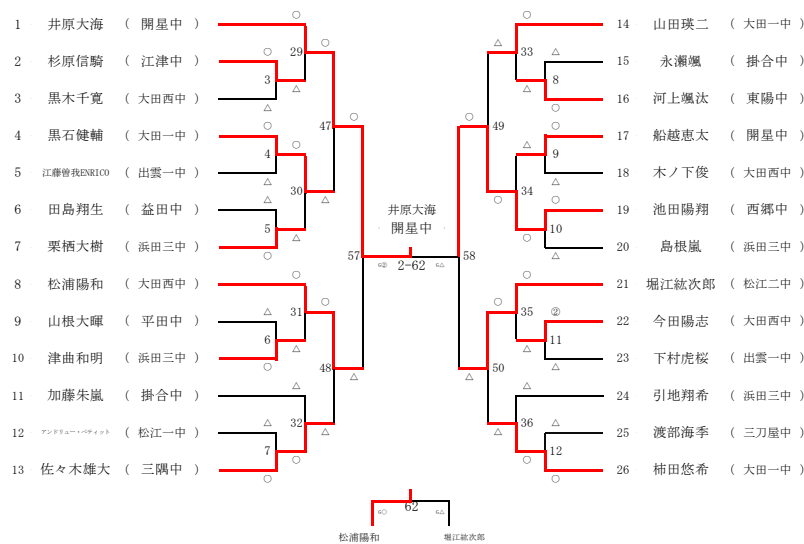 1 井原大海 ( 開星中 )
2 杉原信騎 ( 江津中 )
3 黒木千寛 ( 大田西中 )
4 黒石健輔 ( 大田一中 )
5 江藤曽我ENRICO ( 出雲一中 )
6 田島翔生 ( 益田中 )
7 栗栖大樹 ( 浜田三中 )
8 松浦陽和 ( 大田西中 )
9 山根大暉 ( 平田中 )
10 津曲和明 ( 浜田三中 )
11 加藤朱嵐 ( 掛合中 )
12 アンドリュー・ペティット ( 松江一中 )
13 佐々木雄大 ( 三隅中 )
○ 29 ○
○ 3 △
△
○ 47 ○
○ 4 ○
△ 30 △
△ 5 △
○
57
○ 31 ○
△ 6 △
○ 48 △
△ 32 △
△ 7 ○
○
井原大海
開星中
6② 2-62 6△
○ 33 △
△ 8 △
○
○ 49
○ 9 △
△ 34 ○
○ 10 ○
△
58
○ 35 ○
② 11 △
△
50 △
△ 36 △
△ 12 ○
○
14 山田瑛二 ( 大田一中 )
15 永瀬颯 ( 掛合中 )
16 河上颯汰 ( 東陽中 )
17 船越恵太 ( 開星中 )
18 木ノ下俊 ( 大田西中 )
19 池田陽翔 ( 西郷中 )
20 島根嵐 ( 浜田三中 )
21 堀江紘次郎 ( 松江二中 )
22 今田陽志 ( 大田西中 )
23 下村虎桜 ( 出雲一中 )
24 引地翔希 ( 浜田三中 )
25 渡部海季 ( 三刀屋中 )
26 柿田悠希 ( 大田一中 )
6○ 62 6△
松浦陽和 堀江紘次郎